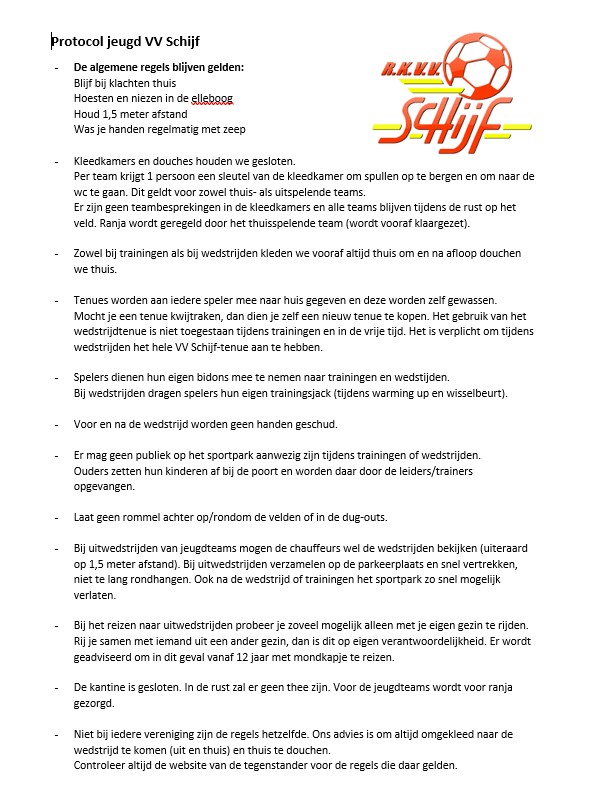 Protocol jeugd VV Schijf
R.K.V.V.
SCHIJF
- De algemene regels blijven gelden:
Blijf bij klachten thuis
Hoesten en niezen in de elleboog
Houd 1,5 meter afstand
Was je handen regelmatig met zeep
- Kleedkamers en douches houden we gesloten.
Per team krijgt 1 persoon een sleutel van de kleedkamer om spullen op te bergen en om naar de
wc te gaan. Dit geldt voor zowel thuis- als uitspelende teams.
Er zijn geen teambesprekingen in de kleedkamers en alle teams blijven tijdens de rust op het
veld. Ranja wordt geregeld door het thuisspelende team (wordt vooraf klaargezet).
- Zowel bij trainingen als bij wedstrijden kleden we vooraf altijd thuis om en na afloop douchen
we thuis.
- Tenues worden aan iedere speler mee naar huis gegeven en deze worden zelf gewassen.
Mocht je een tenue kwijtraken, dan dien je zelf een nieuw tenue te kopen. Het gebruik van het
wedstrijdtenue is niet toegestaan tijdens trainingen en in de vrije tijd. Het is verplicht om tijdens
wedstrijden het hele VV Schijf-tenue aan te hebben.
- Spelers dienen hun eigen bidons mee te nemen naar trainingen en wedstijden.
Bij wedstrijden dragen spelers hun eigen trainingsjack (tijdens warming up en wisselbeurt).
- Voor en na de wedstrijd worden geen handen geschud.
- Er mag geen publiek op het sportpark aanwezig zijn tijdens trainingen of wedstrijden.
Ouders zetten hun kinderen af bij de poort en worden daar door de leiders/trainers
opgevangen.
- Laat geen rommel achter op/rondom de velden of in de dug-outs.
- Bij uitwedstrijden van jeugdteams mogen de chauffeurs wel de wedstrijden bekijken (uiteraard
op 1,5 meter afstand). Bij uitwedstrijden verzamelen op de parkeerplaats en snel vertrekken,
niet te lang rondhangen. Ook na de wedstrijd of trainingen het sportpark zo snel mogelijk
verlaten.
- Bij het reizen naar uitwedstrijden probeer je zoveel mogelijk alleen met je eigen gezin te rijden.
Rij je samen met iemand uit een ander gezin, dan is dit op eigen verantwoordelijkheid. Er wordt
geadviseerd om in dit geval vanaf 12 jaar met mondkapje te reizen.
- De kantine is gesloten. In de rust zal er geen thee zijn. Voor de jeugdteams wordt voor ranja
gezorgd.
- Niet bij iedere vereniging zijn de regels hetzelfde. Ons advies is om altijd omgekleed naar de
wedstrijd te komen (uit en thuis) en thuis te douchen.
Controleer altijd de website van de tegenstander voor de regels die daar gelden.